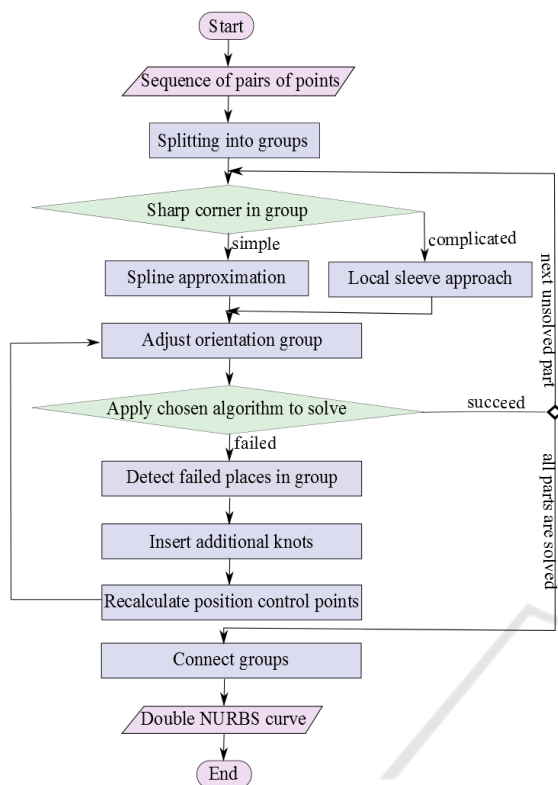 Start
Sequence of pairs of points
Splitting into groups
Sharp corner in group
simple
complicated
Spline approximation
Local sleeve approach
next unsolved part
Adjust orientation group
Apply chosen algorithm to solve
succeed
failed
Detect failed places in group
all parts are solved
Insert additional knots
Recalculate position control points
Connect groups
Double NURBS curve
End